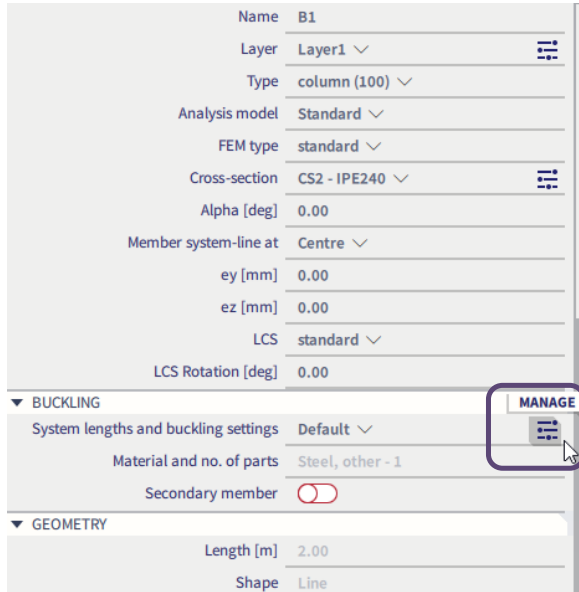 Name B1
Layer Layer1
Type column (100)
Analysis model Standard
FEM type standard
Cross-section CS2 - IPE240
Alpha [deg] 0.00
Member system-line at Centre
ey [mm] 0.00
ez [mm] 0.00
LCS standard
LCS Rotation [deg] 0.00
BUCKLING MANAGE
System lengths and buckling settings Default
Material and no. of parts Steel, other - 1
Secondary member
GEOMETRY
Length [m] 2.00
Shape Line